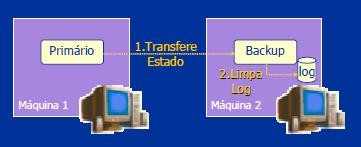 Primário
1.Transfere
Estado
Backup
2.Limpa
Log
log
Máquina 1
Máquina 2